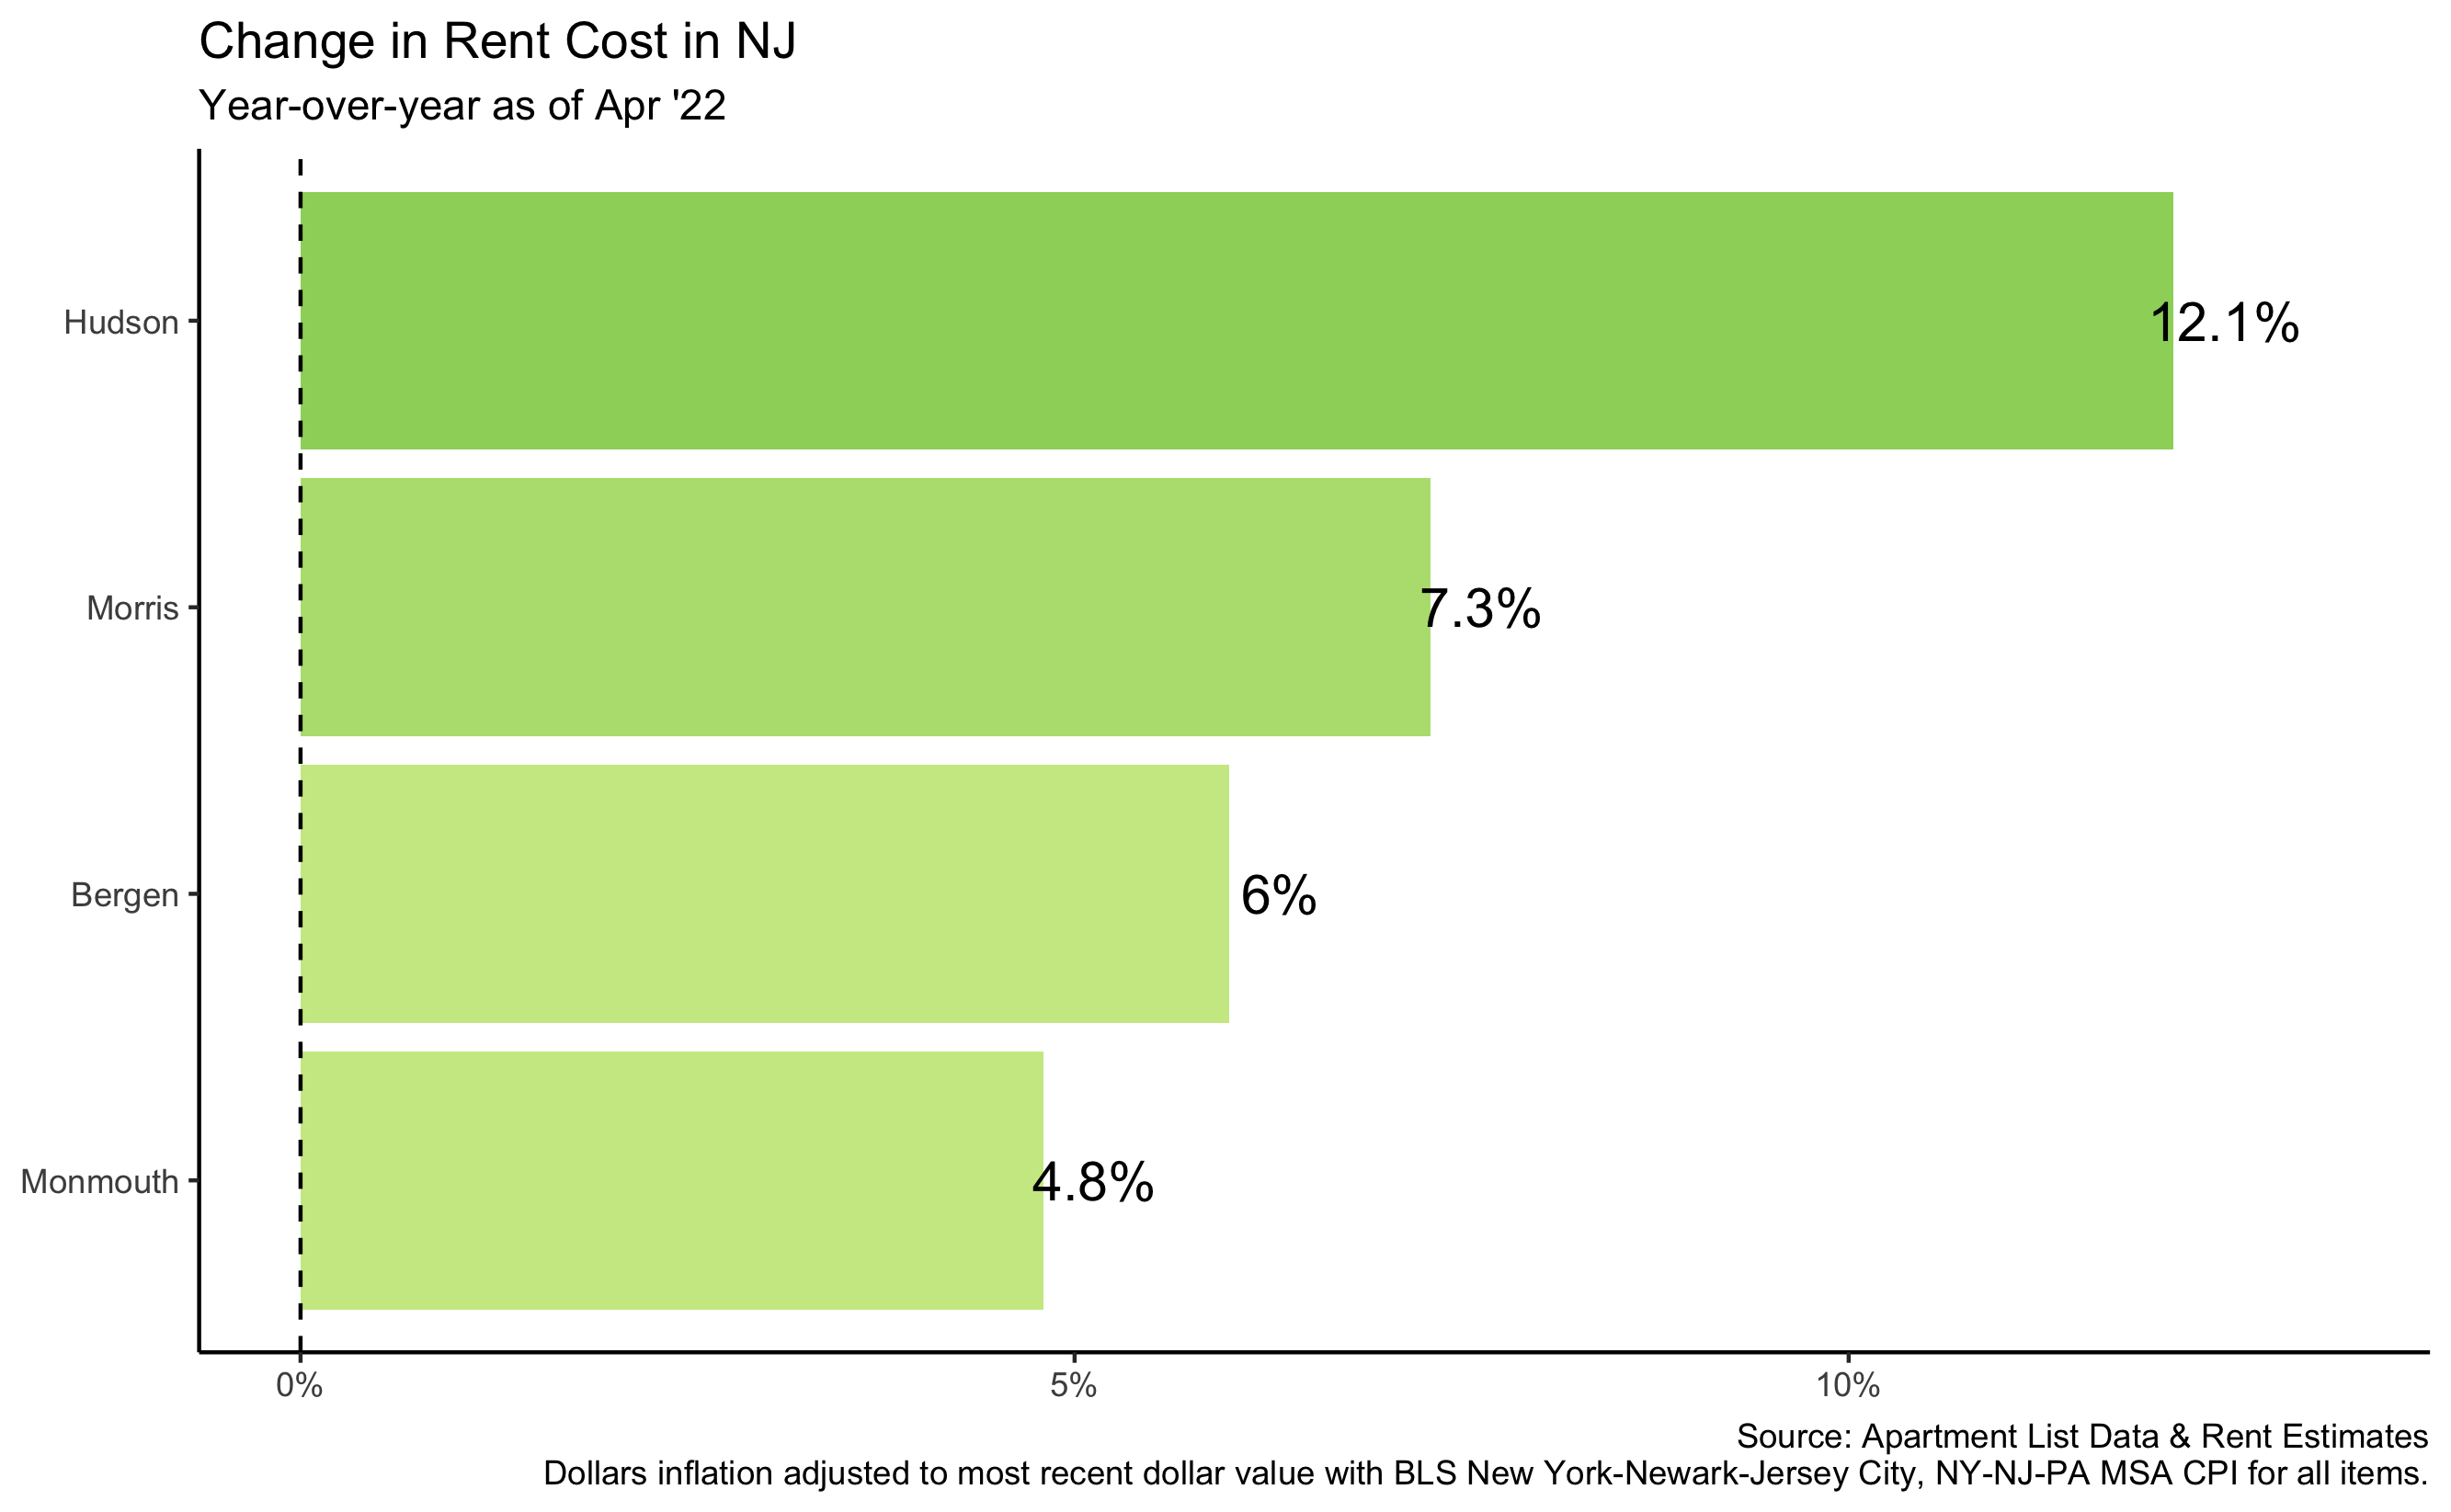 Change in Rent Cost in NJ
Year-over-year as of Apr '22
Hudson
12.1%
Morris
7.3%
Bergen
6%
Monmouth
4.8%
0%
5%
10%
Source: Apartment List Data & Rent Estimates
Dollars inflation adjusted to most recent dollar value with BLS New York-Newark-Jersey City, NY-NJ-PA MSA CPI for all items.